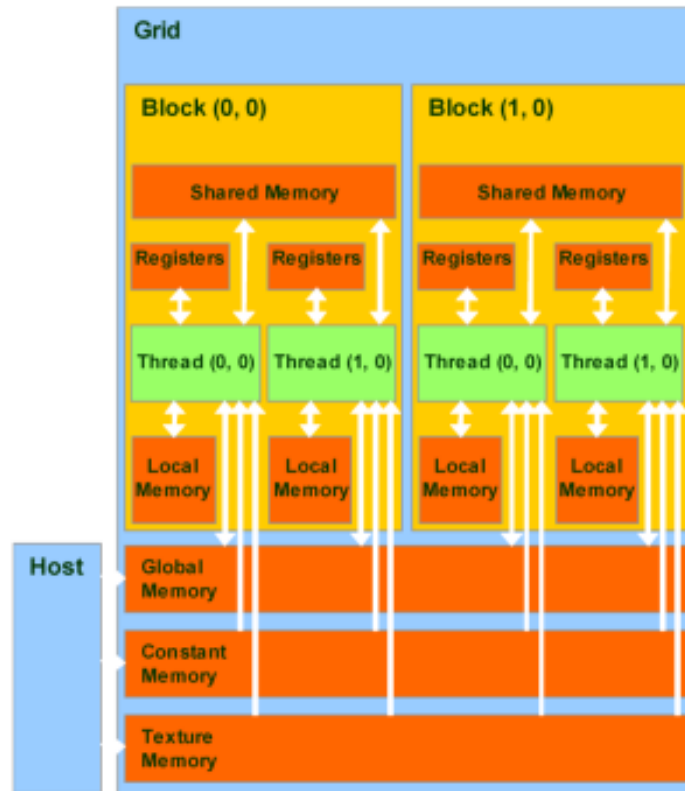 Grid
Block (0, 0)
Block (1, 0)
Shared Memory
Shared Memory
Registers
Registers
Registers
Registers
Thread (0, 0)
Thread (1, 0)
Thread (0, 0)
Thread (1, 0)
Local
Memory
Local
Memory
Local
Memory
Local
Memory
Host
Global
Memory
Constant
Memory
Texture
Memory